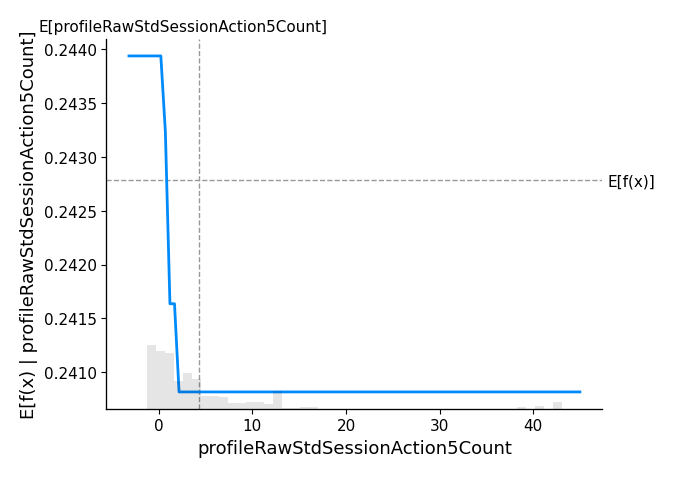 E[profileRawStdSessionAction5Count]
E[f(x) | profileRawStdSessionAction5Count]
0.2440
0.2435
0.2430
0.2425
0.2420
0.2415
0.2410
E[f(x)]
0 10 20 30 40
profileRawStdSessionAction5Count